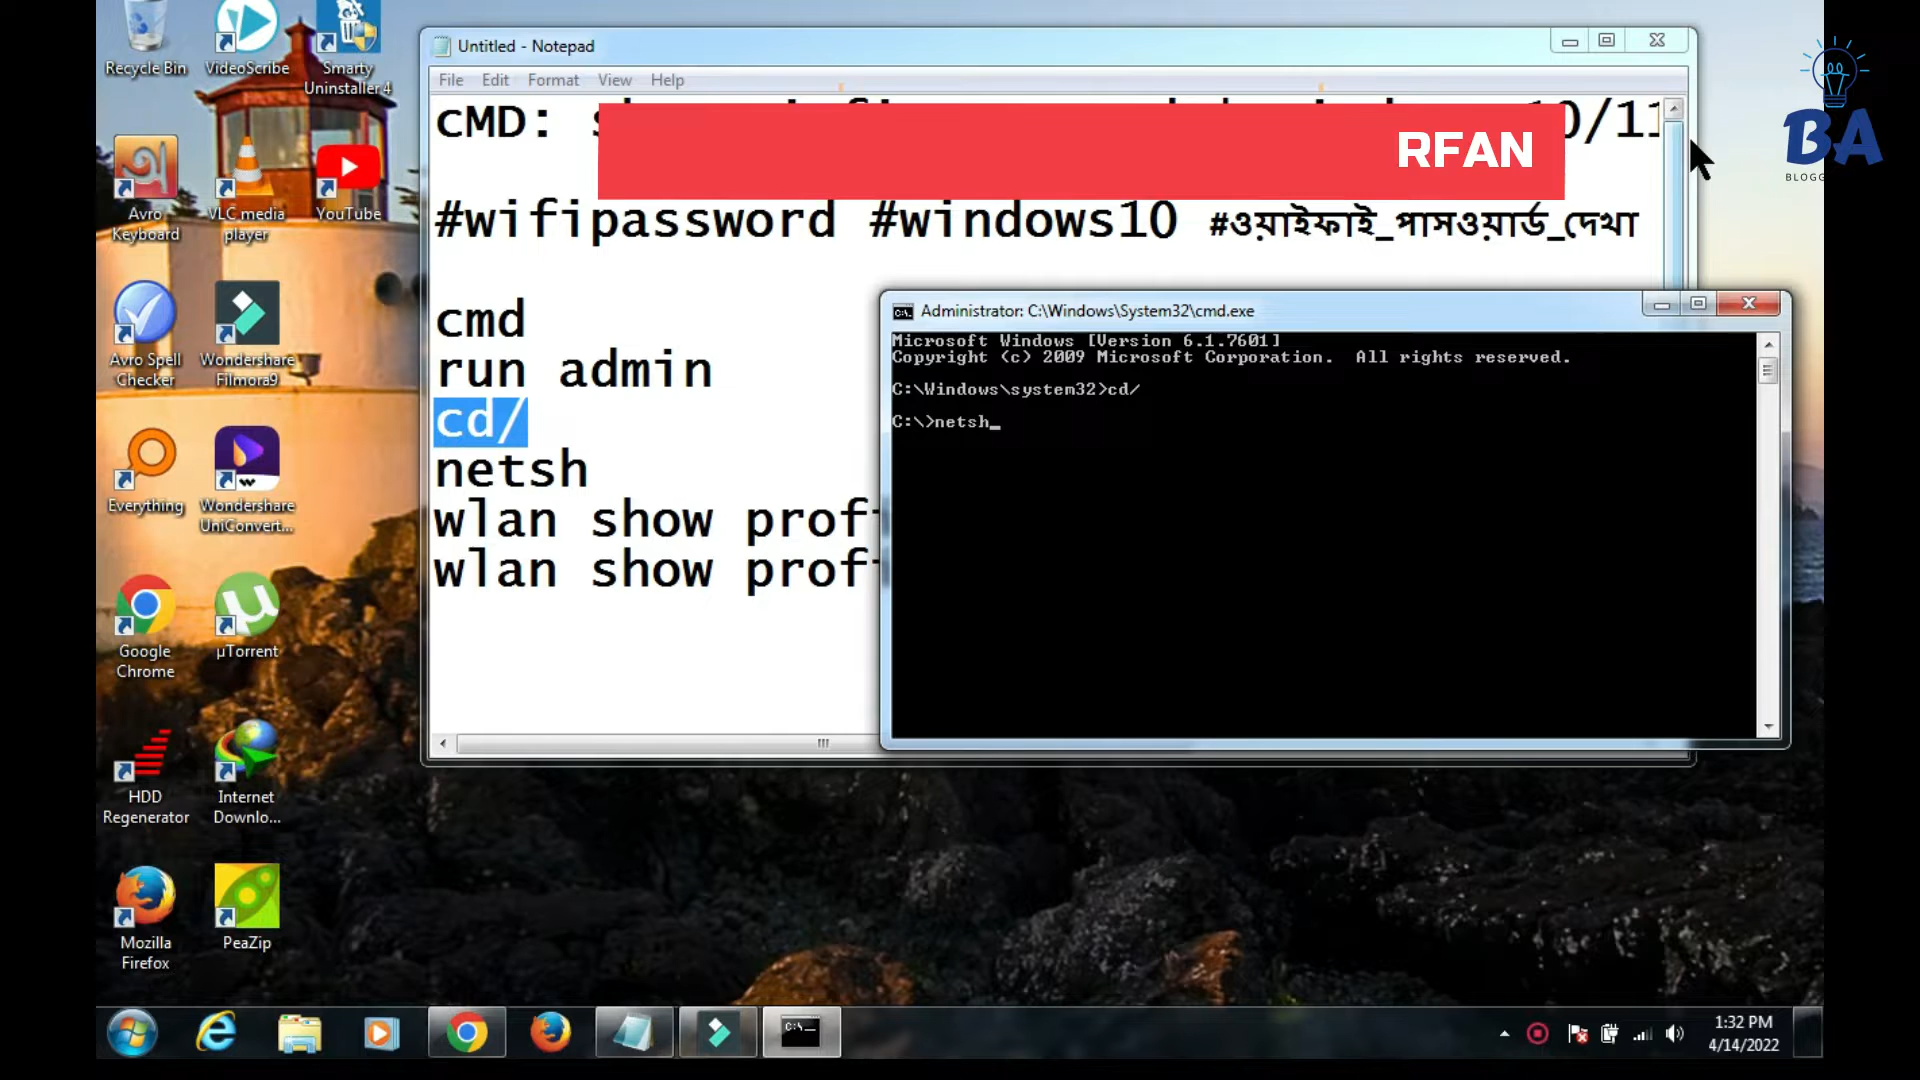 Recycle Bin
VideoScribe
Smarty
Uninstaller 4
Avro
Keyboard
VLC media
player
YouTube
Avro Spell
Checker
Wondershare
Filmora9
Everything
Wondershare
UniConvert...
Google
Chrome
µTorrent
HDD
Regenerator
Internet
Downlo...
Mozilla
Firefox
PeaZip
Untitled - Notepad
File Edit Format View Help
cMD:
RFAN
#wifipassword #windows10 #ওয়াইফাই_পাসওয়ার্ড_দেখা
cmd
run admin
cd/
netsh
wlan show
wlan show
Administrator: C:\Windows\System32\cmd.exe
Microsoft Windows [Version 6.1.7601]
Copyright (c) 2009 Microsoft Corporation. All rights reserved.
C:\Windows\system32>cd/
C:\>netsh_
BA
1:32 PM
4/14/2022